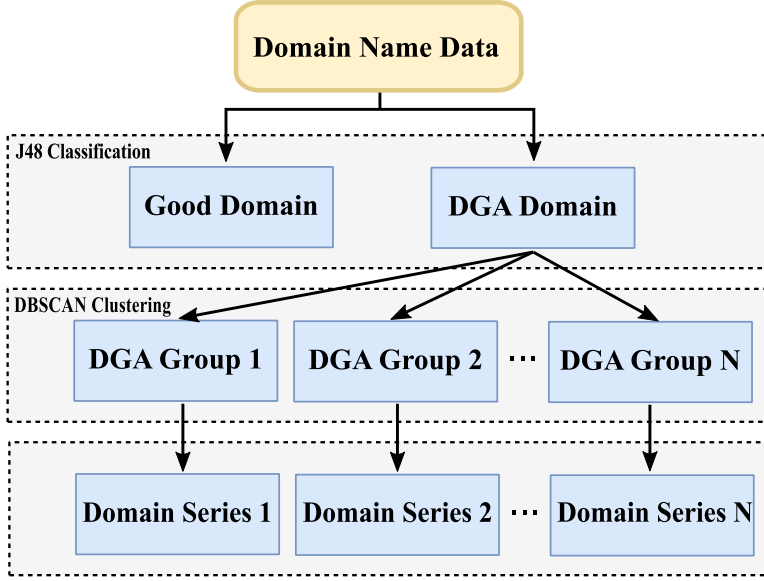 Domain Name Data
J48 Classification
Good Domain
DGA Domain
DBSCAN Clustering
DGA Group 1
DGA Group 2
...
DGA Group N
Domain Series 1
Domain Series 2
...
Domain Series N